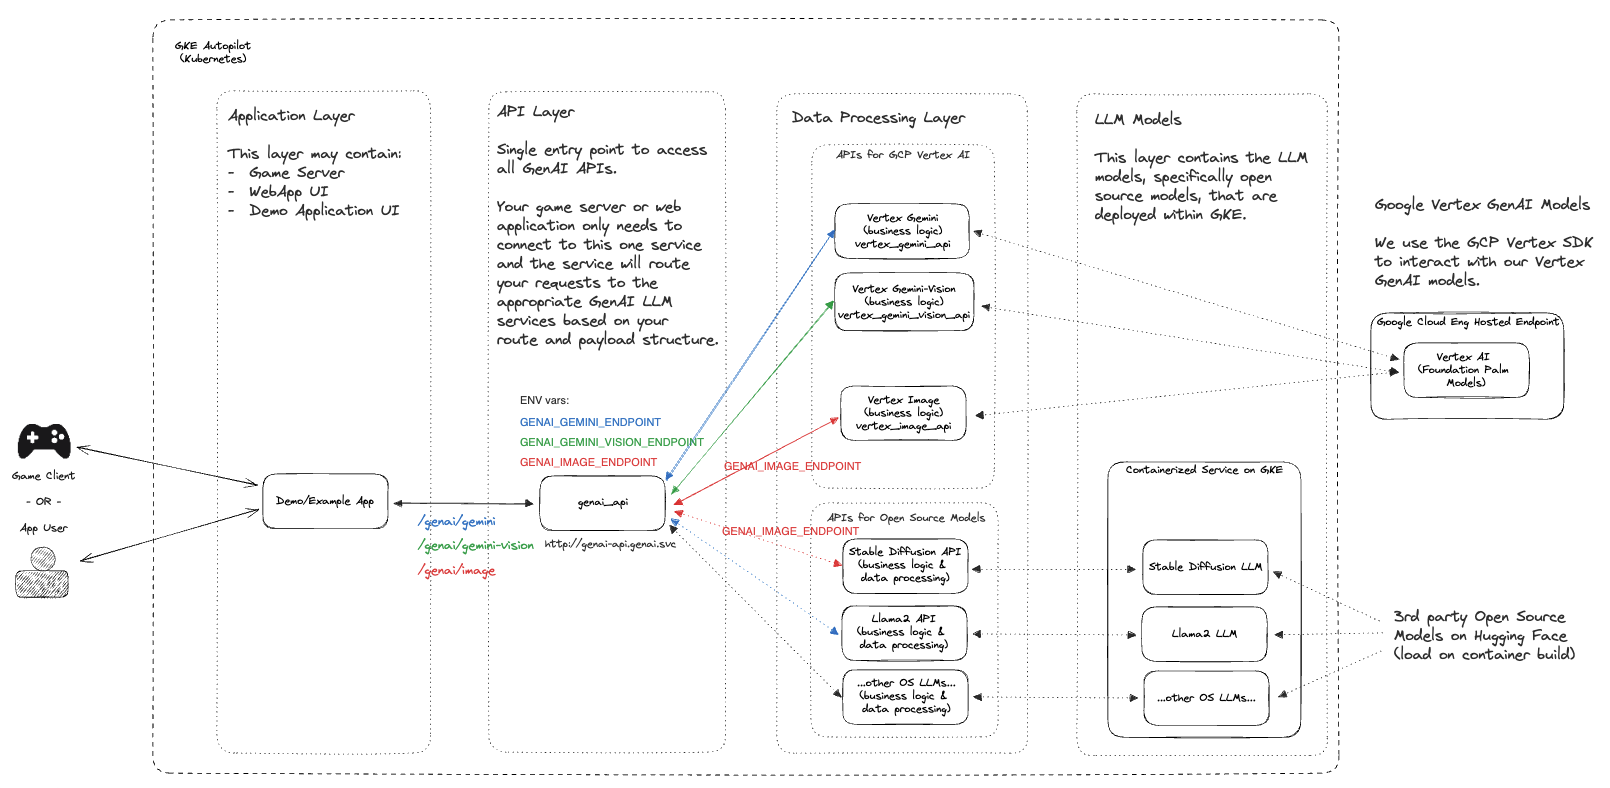 GKE Autopilot
(Kubernetes)
Application Layer
This layer may contain:
- Game Server
- WebApp UI
- Demo Application UI
API Layer
Single entry point to access
all GenAI APIs.
Your game server or web
application only needs to
connect to this one service
and the service will route
your requests to the
appropriate GenAI LLM
services based on your
route and payload structure.
ENV vars:
GENAI_GEMINI_ENDPOINT
GENAI_GEMINI_VISION_ENDPOINT
GENAI_IMAGE_ENDPOINT
Game Client
- OR -
App User
Demo/Example App
/genai/gemini
/genai/gemini-vision
/genai/image
genai_api
http://genai-api.genai.svc
GENAI_IMAGE_ENDPOINT
GENAI_IMAGE_ENDPOINT
Data Processing Layer
APIs for GCP Vertex AI
Vertex Gemini
(business logic)
vertex_gemini_api
Vertex Gemini-Vision
(business logic)
vertex_gemini_vision_api
Vertex Image
(business logic)
vertex_image_api
APIs for Open Source Models
Stable Diffusion API
(business logic &
data processing)
Llama2 API
(business logic &
data processing)
...other OS LLMs...
(business logic &
data processing)
LLM Models
This layer contains the LLM
models, specifically open
source models, that are
deployed within GKE.
Containerized Service on GKE
Stable Diffusion LLM
Llama2 LLM
...other OS LLMs...
Google Vertex GenAI Models
We use the GCP Vertex SDK
to interact with our Vertex
GenAI models.
Google Cloud Eng Hosted Endpoint
Vertex AI
(Foundation Palm
Models)
3rd party Open Source
Models on Hugging Face
(load on container build)